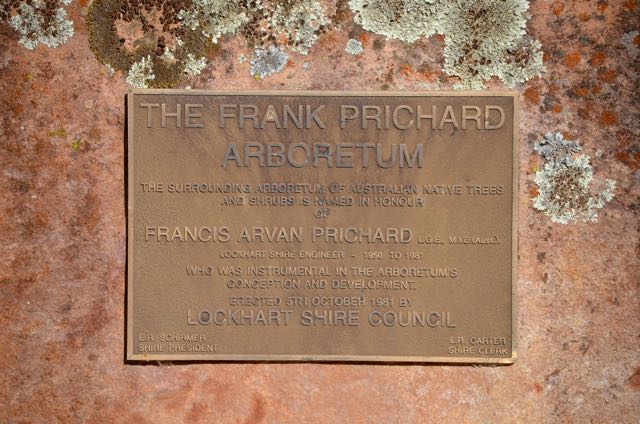 THE FRANK PRICHARD
ARBORETUM
THE SURROUNDING ARBORETUM, OF AUSTRALIAN NATIVE TREES
AND SHRUBS IS NAMED IN HONOUR
OF
FRANCIS ARVAN PRICHARD L.G.E., M.I.E.(Aust.).
LOCKHART SHIRE ENGINEER - 1950 TO 1981
WHO WAS INSTRUMENTAL IN THE ARBORETUM'S
CONCEPTION AND DEVELOPMENT.
ERECTED 5TH OCTOBER 1981 BY
LOCKHART SHIRE COUNCIL
E.R. SCHIRMER
SHIRE PRESIDENT
L.R. CARTER
SHIRE CLERK